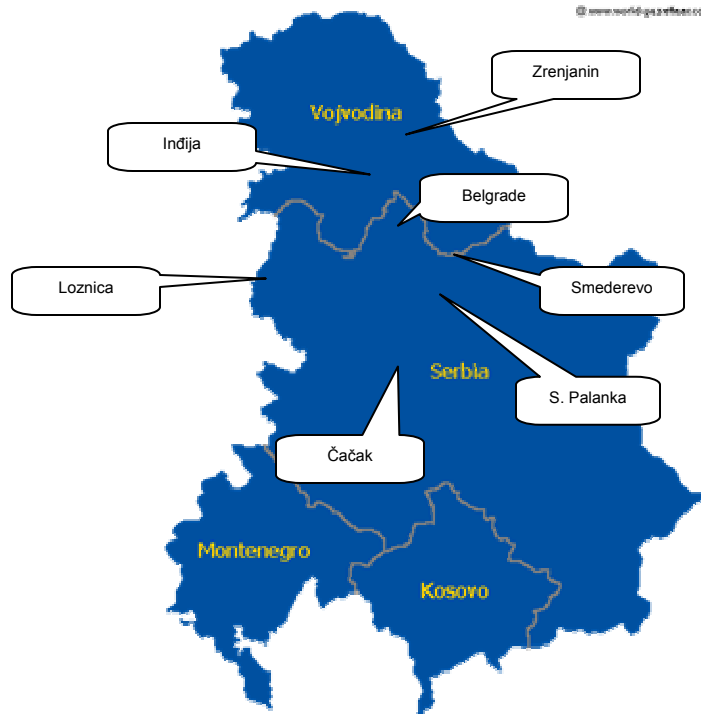 Zrenjanin
Vojvodina
Inđija
Belgrade
Loznica
Smederevo
Serbia
S. Palanka
Čačak
Montenegro
Kosovo